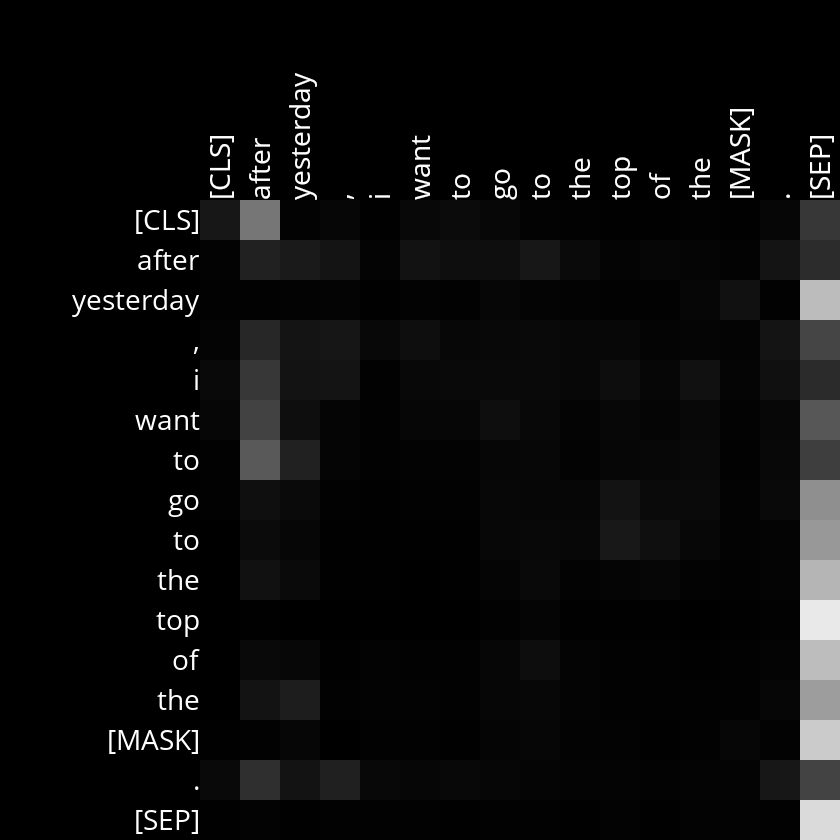 [CLS] after yesterday , i want to go to the top of the [MASK] . [SEP]
[CLS]
after
yesterday
,
i
want
to
go
to
the
top
of
the
[MASK]
.
[SEP]